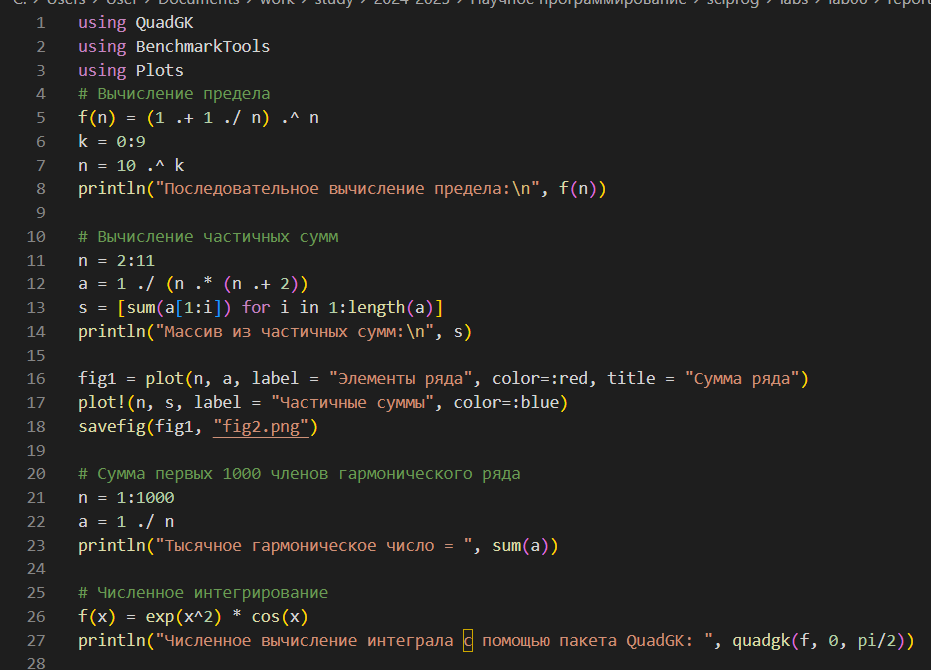 C: > Users > User > Documents > work > study > 2024-2025 > Научное программирование > sciprog > labs > lab06 > report
1 using QuadGK
2 using BenchmarkTools
3 using Plots
4 # Вычисление предела
5 f(n) = (1 .+ 1 ./ n) .^ n
6 k = 0:9
7 n = 10 .^ k
8 println("Последовательное вычисление предела:\n", f(n))
9
10 # Вычисление частичных сумм
11 n = 2:11
12 a = 1 ./ (n .* (n .+ 2))
13 s = [sum(a[1:i]) for i in 1:length(a)]
14 println("Массив из частичных сумм:\n", s)
15
16 fig1 = plot(n, a, label = "Элементы ряда", color=:red, title = "Сумма ряда")
17 plot!(n, s, label = "Частичные суммы", color=:blue)
18 savefig(fig1, "fig2.png")
19
20 # Сумма первых 1000 членов гармонического ряда
21 n = 1:1000
22 a = 1 ./ n
23 println("Тысячное гармоническое число = ", sum(a))
24
25 # Численное интегрирование
26 f(x) = exp(x^2) * cos(x)
27 println("Численное вычисление интеграла с помощью пакета QuadGK: ", quadgk(f, 0, pi/2))
28